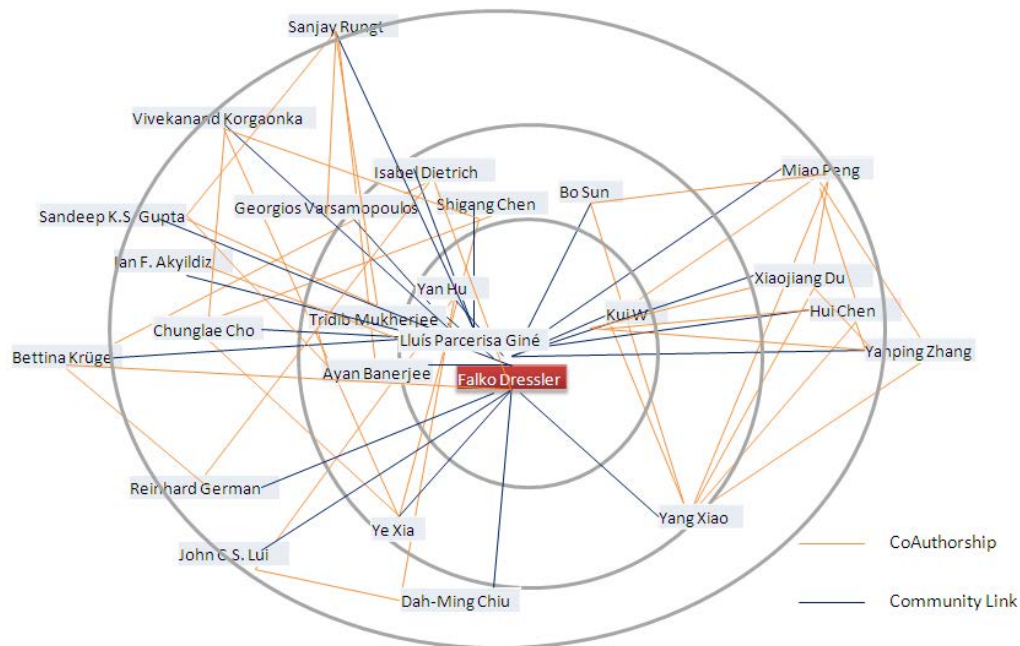 Sanjay Rungt
Vivekanand Korgaonka
Isabel Dietrich
Miao Peng
Bo Sun
Sandeep K.S. Gupta
Georgios Varsamopoulos
Shigang Chen
Ian F. Akyildiz
Xiaojiang Du
Yan Hu
Hui Chen
Kui W
Chunglae Cho
Tridib Mukherjee
Lluís Parcerisa Giné
Bettina Krüge
Yanping Zhang
Ayan Banerjee
Falko Dressler
Reinhard German
Yang Xiao
Ye Xia
CoAuthorship
John C.S. Lui
Dah-Ming Chiu
Community Link